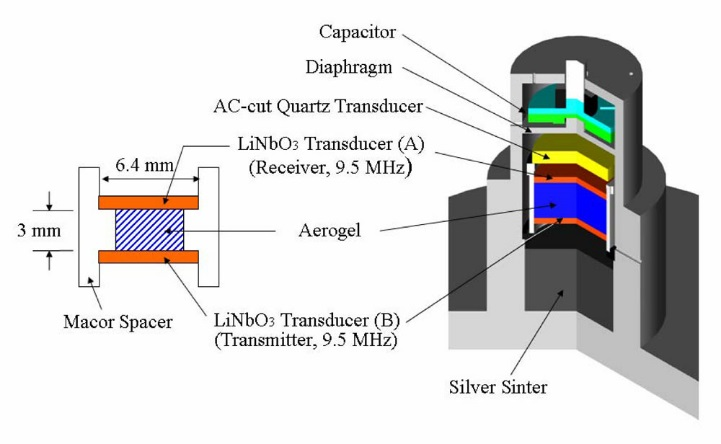 Capacitor
Diaphragm
AC-cut Quartz Transducer
LiNbO3 Transducer (A)
(Receiver, 9.5 MHz)
6.4 mm
3 mm
Aerogel
Macor Spacer
LiNbO3 Transducer (B)
(Transmitter, 9.5 MHz)
Silver Sinter